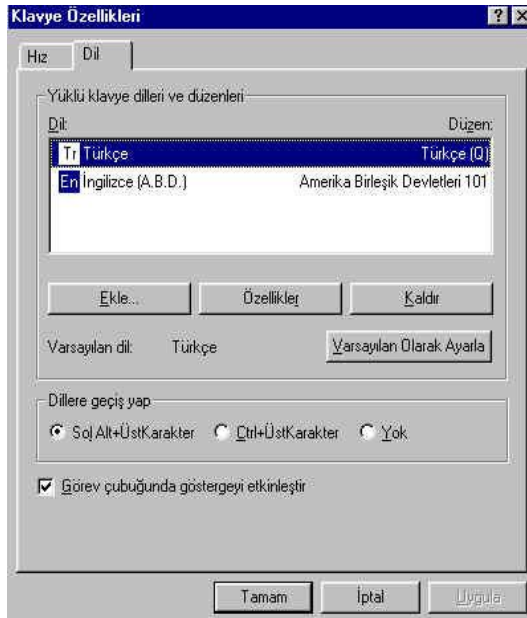 Klavye Özellikleri
Hız Dil
Yüklü klavye dilleri ve düzenleri
Dil: Düzen:
Tr Türkçe Türkçe (Q)
En İngilizce (A.B.D.) Amerika Birleşik Devletleri 101
Ekle... Özellikler Kaldır
Varsayılan dil: Türkçe Varsayılan Olarak Ayarla
Dillere geçiş yap
Sol Alt+ÜstKarakter Ctrl+ÜstKarakter Yok
Görev çubuğunda göstergeyi etkinleştir
Tamam İptal Uygula